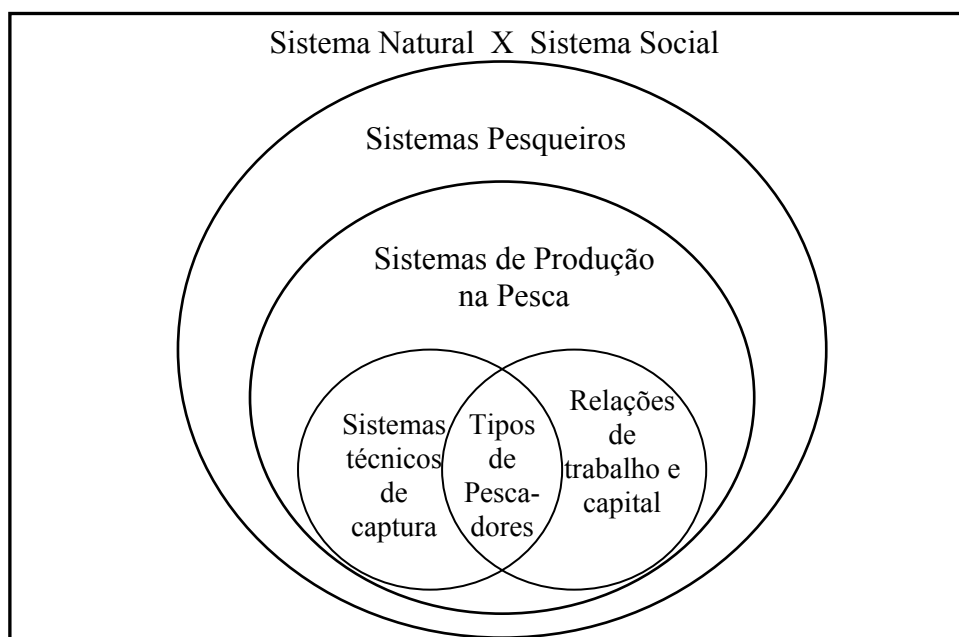 Sistema Natural X Sistema Social
Sistemas Pesqueiros
Sistemas de Produção
na Pesca
Sistemas
técnicos
de
captura
Tipos
de
Pesca-
dores
Relações
de
trabalho e
capital